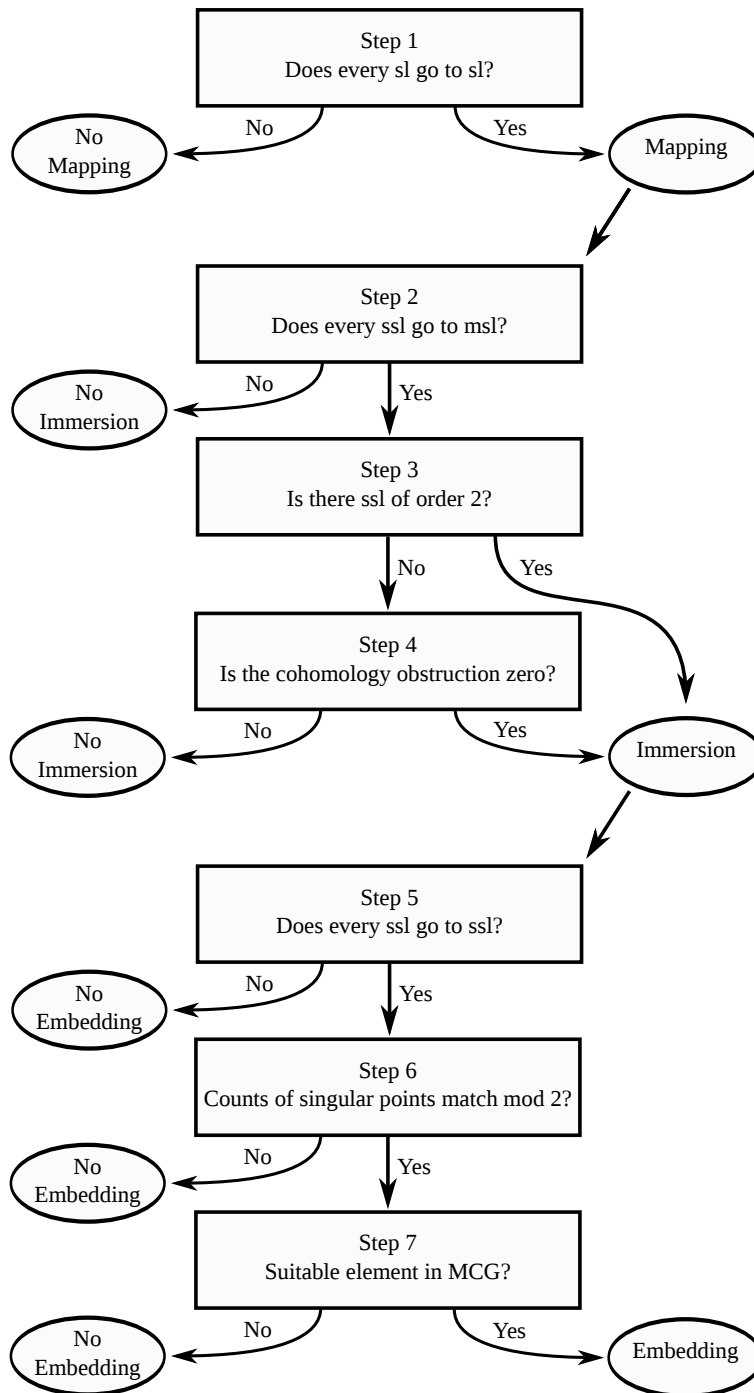 Step 1
Does every sl go to sl?
No
Yes
No
Mapping
Mapping
Step 2
Does every ssl go to msl?
No
Yes
No
Immersion
Step 3
Is there ssl of order 2?
No
Yes
Step 4
Is the cohomology obstruction zero?
No
Yes
No
Immersion
Immersion
Step 5
Does every ssl go to ssl?
No
Yes
No
Embedding
Step 6
Counts of singular points match mod 2?
No
Yes
No
Embedding
Step 7
Suitable element in MCG?
No
Yes
No
Embedding
Embedding